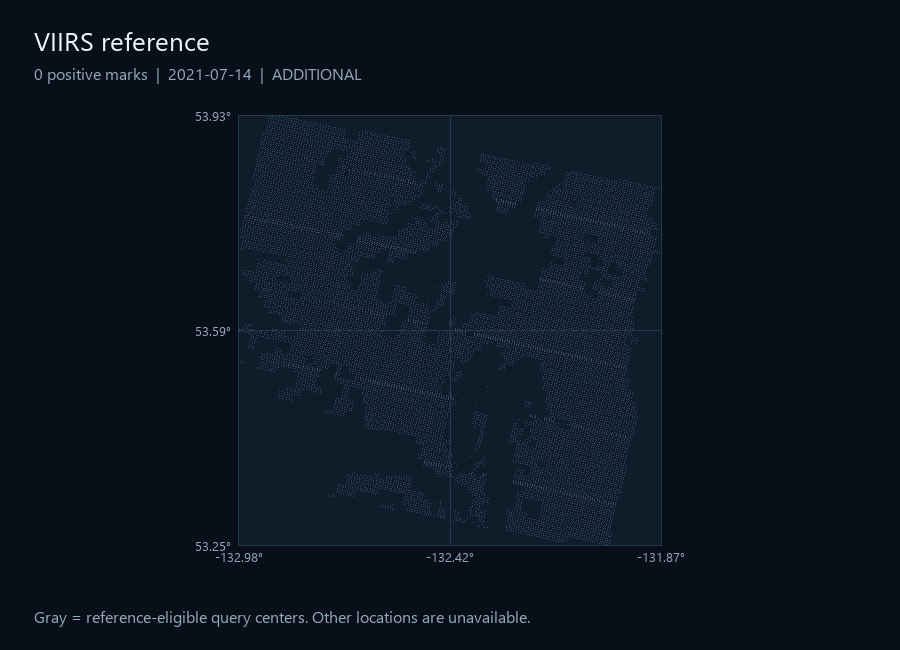 VIIRS reference
0 positive marks | 2021-07-14 | ADDITIONAL
53.93°
53.59°
53.25°
-132.98° -132.42° -131.87°
Gray = reference-eligible query centers. Other locations are unavailable.